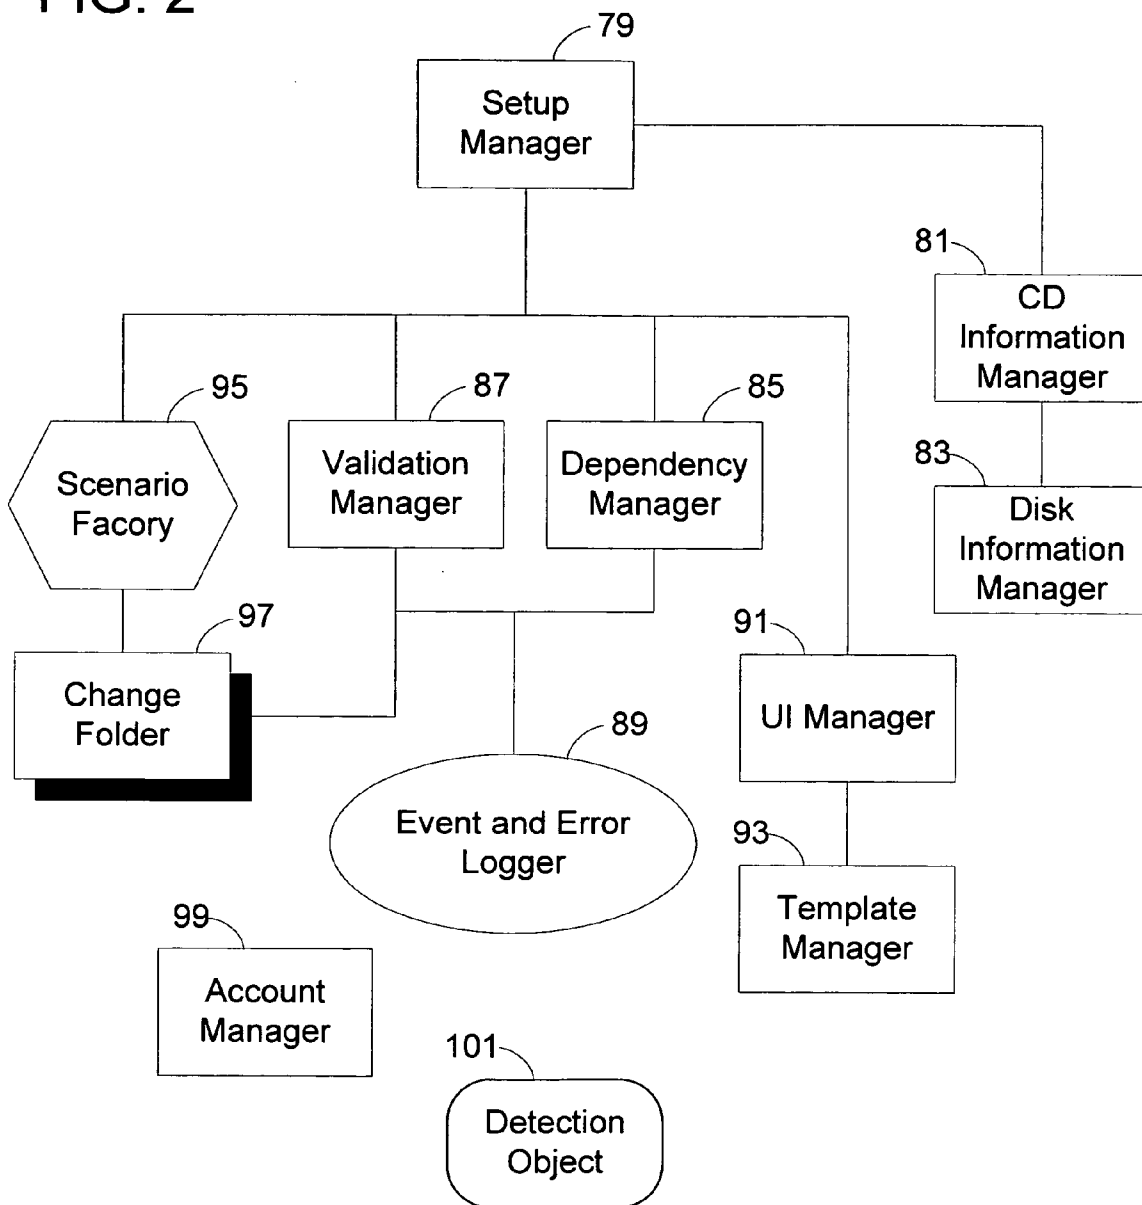 FIG. 2
79
Setup
Manager
81
CD
Information
Manager
95
87
85
Scenario
Facory
Validation
Manager
Dependency
Manager
83
Disk
Information
Manager
97
Change
Folder
91
UI Manager
89
Event and Error
Logger
93
Template
Manager
99
Account
Manager
101
Detection
Object